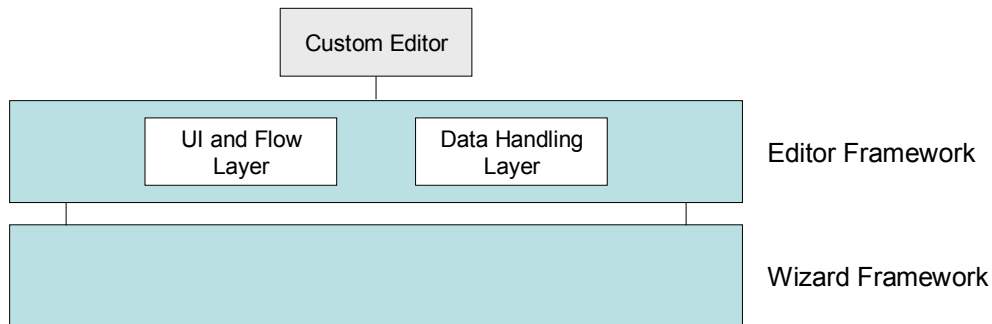 Custom Editor
UI and Flow
Layer
Data Handling
Layer
Editor Framework
Wizard Framework